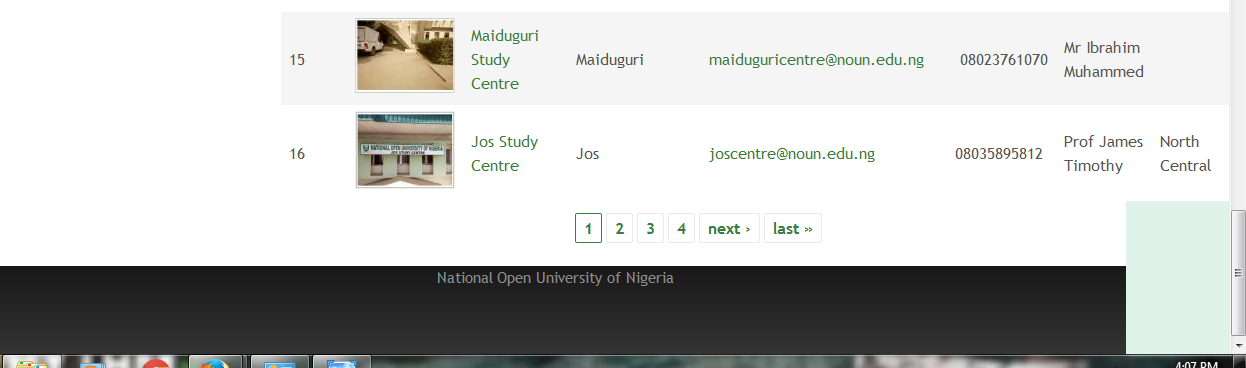 15 Maiduguri Study Centre Maiduguri maiduguricentre@noun.edu.ng 08023761070 Mr Ibrahim Muhammed
NATIONAL OPEN UNIVERSITY OF NIGERIA
JOS STUDY CENTRE
16 Jos Study Centre Jos joscentre@noun.edu.ng 08035895812 Prof James Timothy North Central
1 2 3 4 next › last »
National Open University of Nigeria
4:07 PM